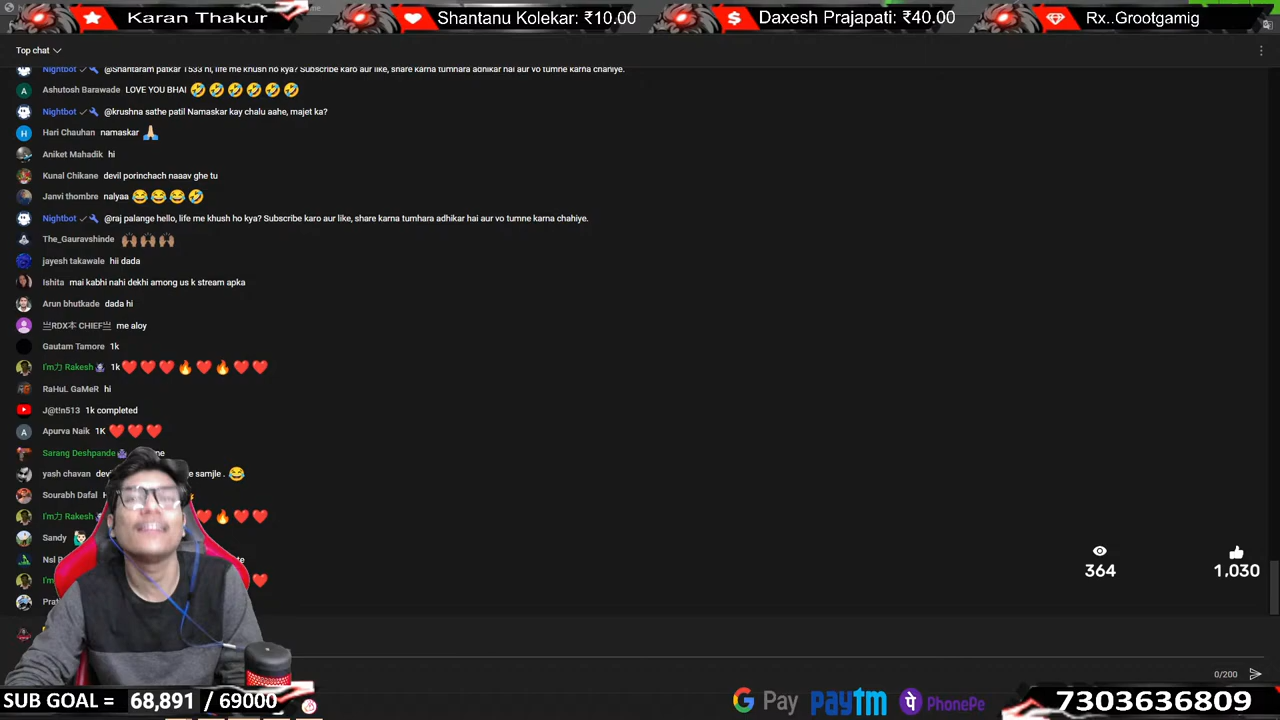 Karan Thakur Shantanu Kolekar: ₹10.00 Daxesh Prajapati: ₹40.00 Rx..Grootgamig
Top chat
Nightbot @Shantaram patkar 1533 hi, life me khush ho kya? Subscribe karo aur like, share karna tumhara adhikar hai aur vo tumne karna chahiye.
A Ashutosh Barawade LOVE YOU BHAI 🤣🤣🤣🤣🤣🤣
Nightbot @krushna sathe patil Namaskar kay chalu aahe, majet ka?
H Hari Chauhan namaskar 🙏🏼
Aniket Mahadik hi
Kunal Chikane devil porinchach naaav ghe tu
Janvi thombre nalyaa 😂😂😂🤣
Nightbot @raj palange hello, life me khush ho kya? Subscribe karo aur like, share karna tumhara adhikar hai aur vo tumne karna chahiye.
The_Gauravshinde 🙌🏽🙌🏽🙌🏽
jayesh takawale hii dada
Ishita mai kabhi nahi dekhi among us k stream apka
Arun bhutkade dada hi
RDX CHIEF me aloy
Gautam Tamore 1k
I'm力 Rakesh 1k❤️❤️❤️🔥❤️🔥❤️❤️
RaHuL GaMeR hi
J@t!n513 1k completed
A Apurva Naik 1K ❤️❤️❤️
Sarang Deshpande
yash chavan samjle . 😂
Sourabh Dafal
I'm力 Rakesh ❤️🔥❤️❤️
Sandy
Nsl
364 1,030
0/200
SUB GOAL = 68,891 / 69000 G Pay paytm PhonePe 7303636809